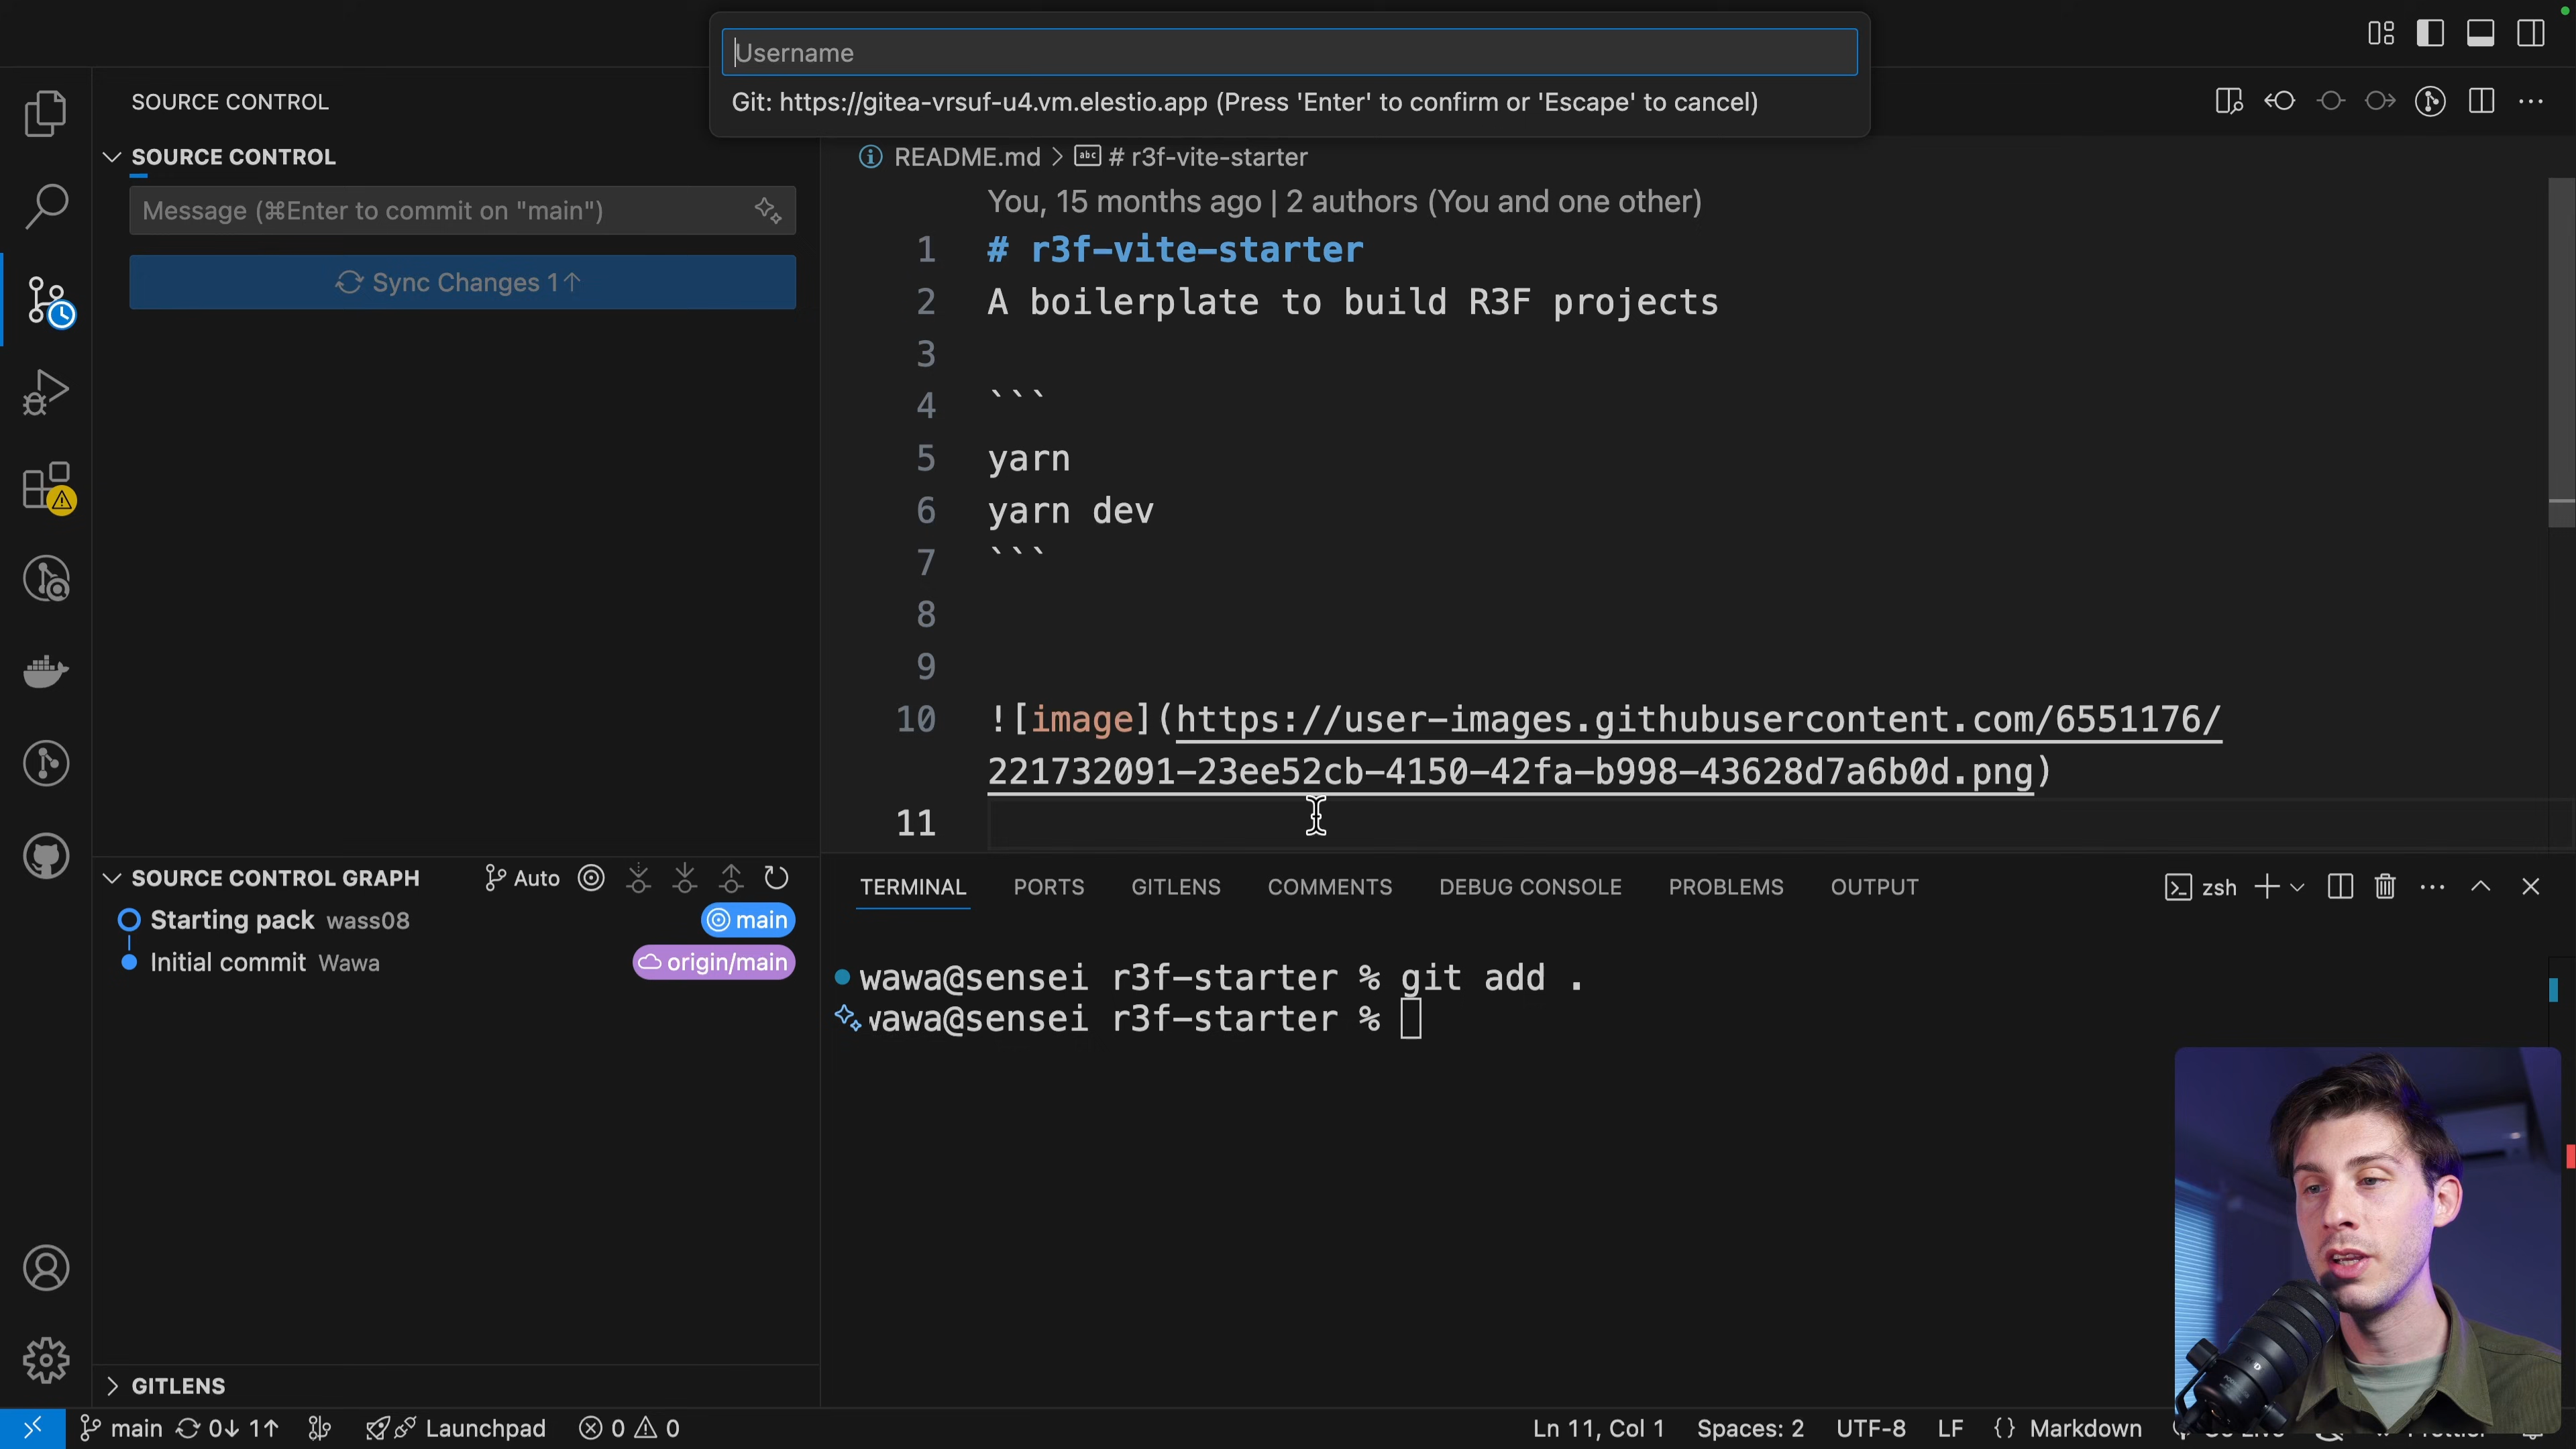 Username
Git: https://gitea-vrsuf-u4.vm.elestio.app (Press 'Enter' to confirm or 'Escape' to cancel)
SOURCE CONTROL
SOURCE CONTROL
Message (⌘Enter to commit on "main")
Sync Changes 1↑
README.md > # r3f-vite-starter
You, 15 months ago | 2 authors (You and one other)
1 # r3f-vite-starter
2 A boilerplate to build R3F projects
3
4 ```
5 yarn
6 yarn dev
7 ```
8
9
10 ![image](https://user-images.githubusercontent.com/6551176/
221732091-23ee52cb-4150-42fa-b998-43628d7a6b0d.png)
11
SOURCE CONTROL GRAPH Auto
Starting pack wass08 main
Initial commit Wawa origin/main
GITLENS
TERMINAL PORTS GITLENS COMMENTS DEBUG CONSOLE PROBLEMS OUTPUT zsh
wawa@sensei r3f-starter % git add .
wawa@sensei r3f-starter %
main 0↓ 1↑ Launchpad 0 0 Ln 11, Col 1 Spaces: 2 UTF-8 LF {} Markdown